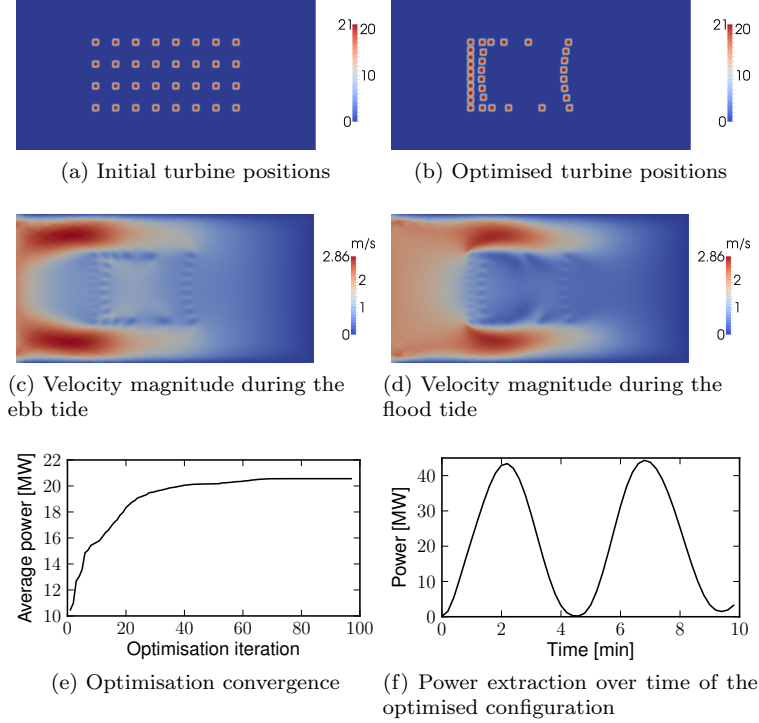 21 20
10
0
21 20
10
0
(a) Initial turbine positions
(b) Optimised turbine positions
m/s
2.86
2
1
0
m/s
2.86
2
1
0
(c) Velocity magnitude during the
ebb tide
(d) Velocity magnitude during the
flood tide
Average power [MW]
22
20
18
16
14
12
10
0 20 40 60 80 100
Optimisation iteration
Power [MW]
40
30
20
10
0
0 2 4 6 8 10
Time [min]
(e) Optimisation convergence
(f) Power extraction over time of the
optimised configuration